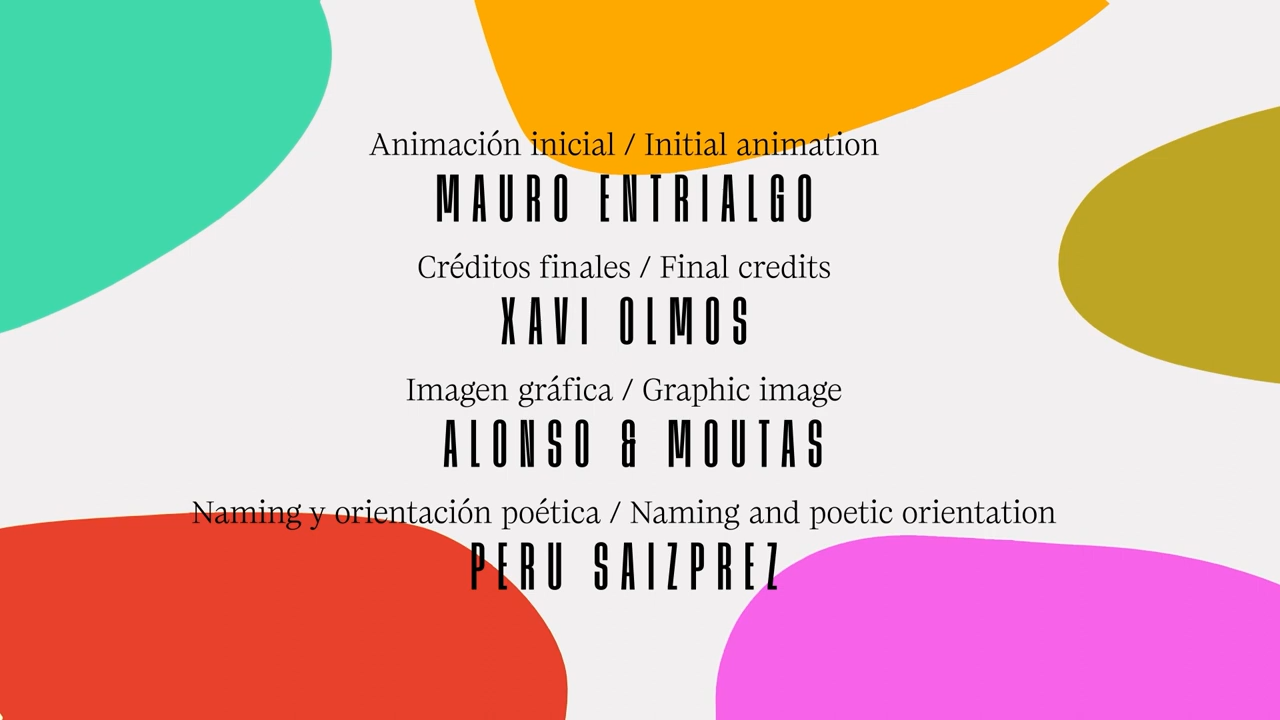 Animación inicial / Initial animation
MAURO ENTRIALGO
Créditos finales / Final credits
XAVI OLMOS
Imagen gráfica / Graphic image
ALONSO & MOUTAS
Naming y orientación poética / Naming and poetic orientation
PERU SAIZPREZ